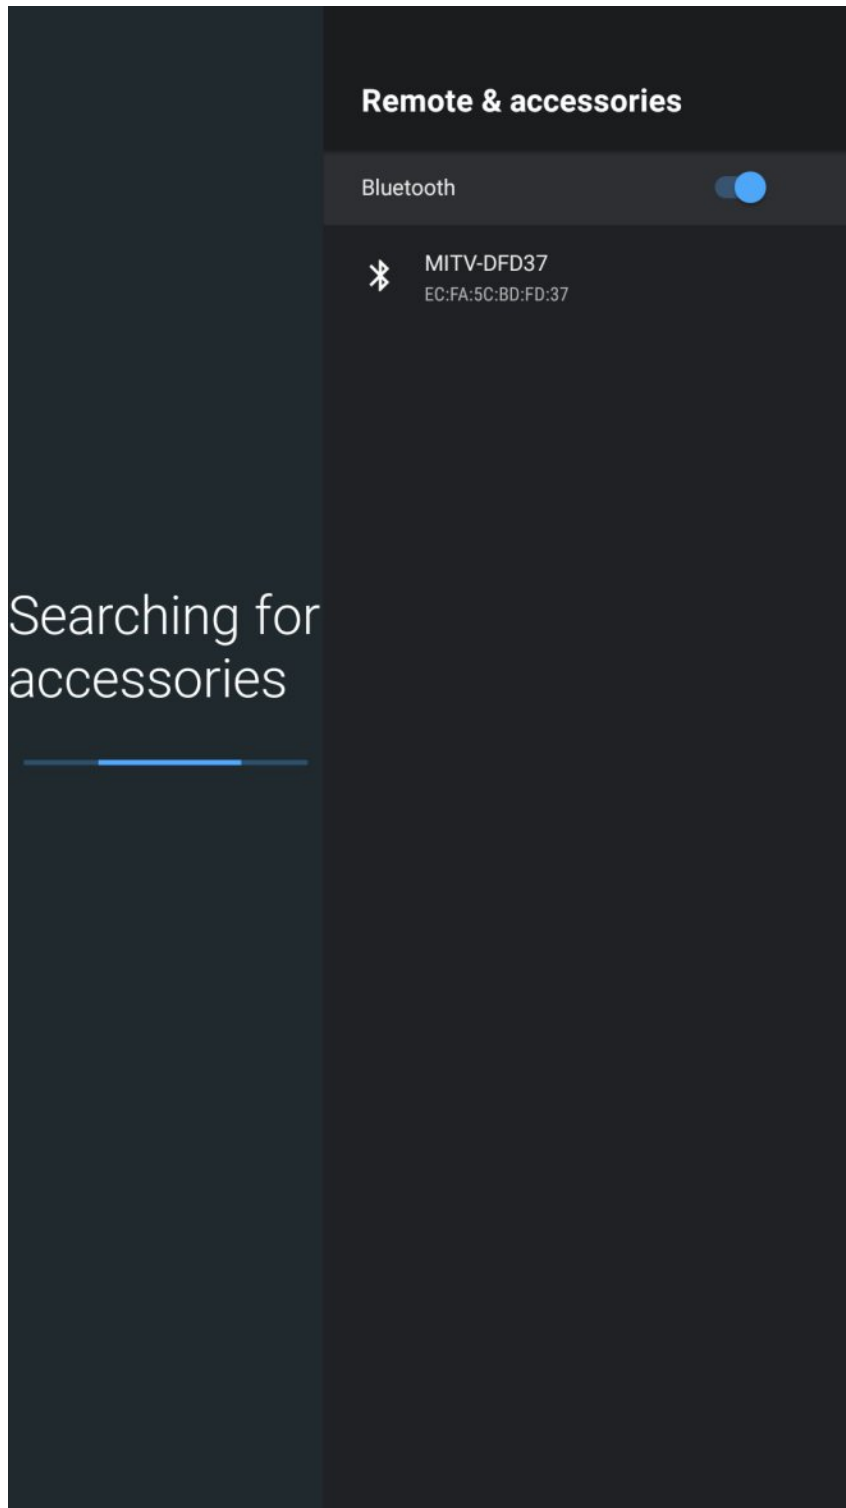 Remote & accessories
Bluetooth
MITV-DFD37
EC:FA:5C:BD:FD:37
Searching for
accessories